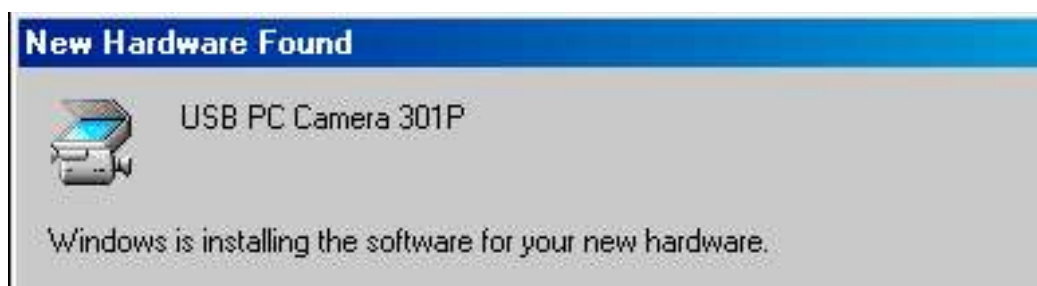 New Hardware Found
USB PC Camera 301P
Windows is installing the software for your new hardware.